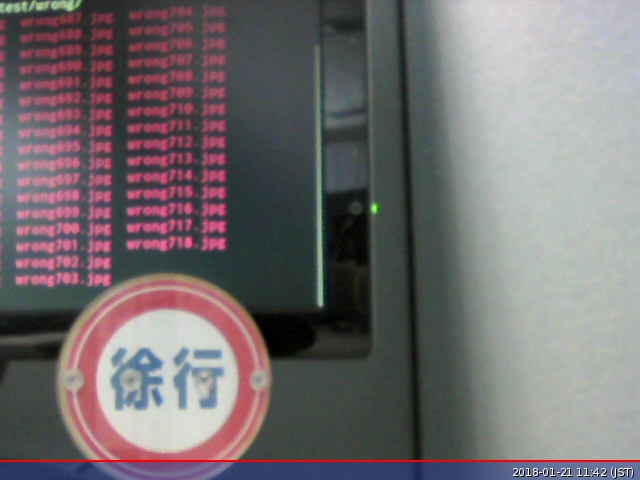 test/wrong/
wrong687.jpg wrong704.jpg
wrong688.jpg wrong705.jpg
wrong689.jpg wrong706.jpg
wrong690.jpg wrong707.jpg
wrong691.jpg wrong708.jpg
wrong692.jpg wrong709.jpg
wrong693.jpg wrong710.jpg
wrong694.jpg wrong711.jpg
wrong695.jpg wrong712.jpg
wrong696.jpg wrong713.jpg
wrong697.jpg wrong714.jpg
wrong698.jpg wrong715.jpg
wrong699.jpg wrong716.jpg
wrong700.jpg wrong717.jpg
wrong701.jpg wrong718.jpg
wrong702.jpg
wrong703.jpg
徐行
2018-01-21 11:42 (JST)